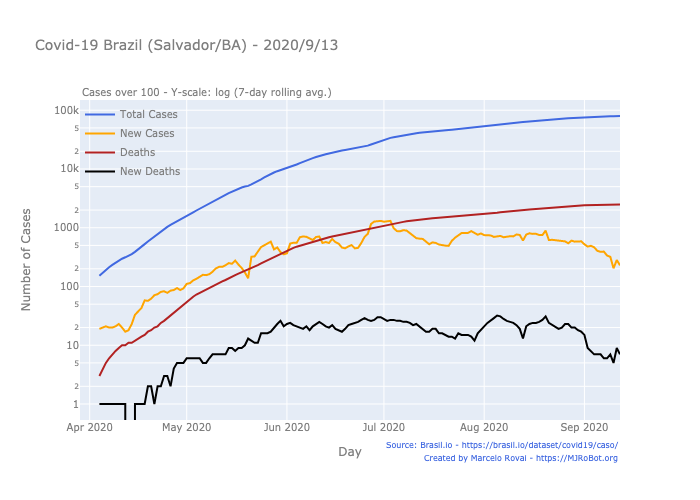 Covid-19 Brazil (Salvador/BA) - 2020/9/13
Cases over 100 - Y-scale: log (7-day rolling avg.)
Total Cases
New Cases
Deaths
New Deaths
100k
5
2
10k
5
2
1000
5
2
100
5
2
10
5
2
1
Number of Cases
Apr 2020
May 2020
Jun 2020
Jul 2020
Aug 2020
Sep 2020
Day
Source: Brasil.io - https://brasil.io/dataset/covid19/caso/
Created by Marcelo Rovai - https://MJRoBot.org